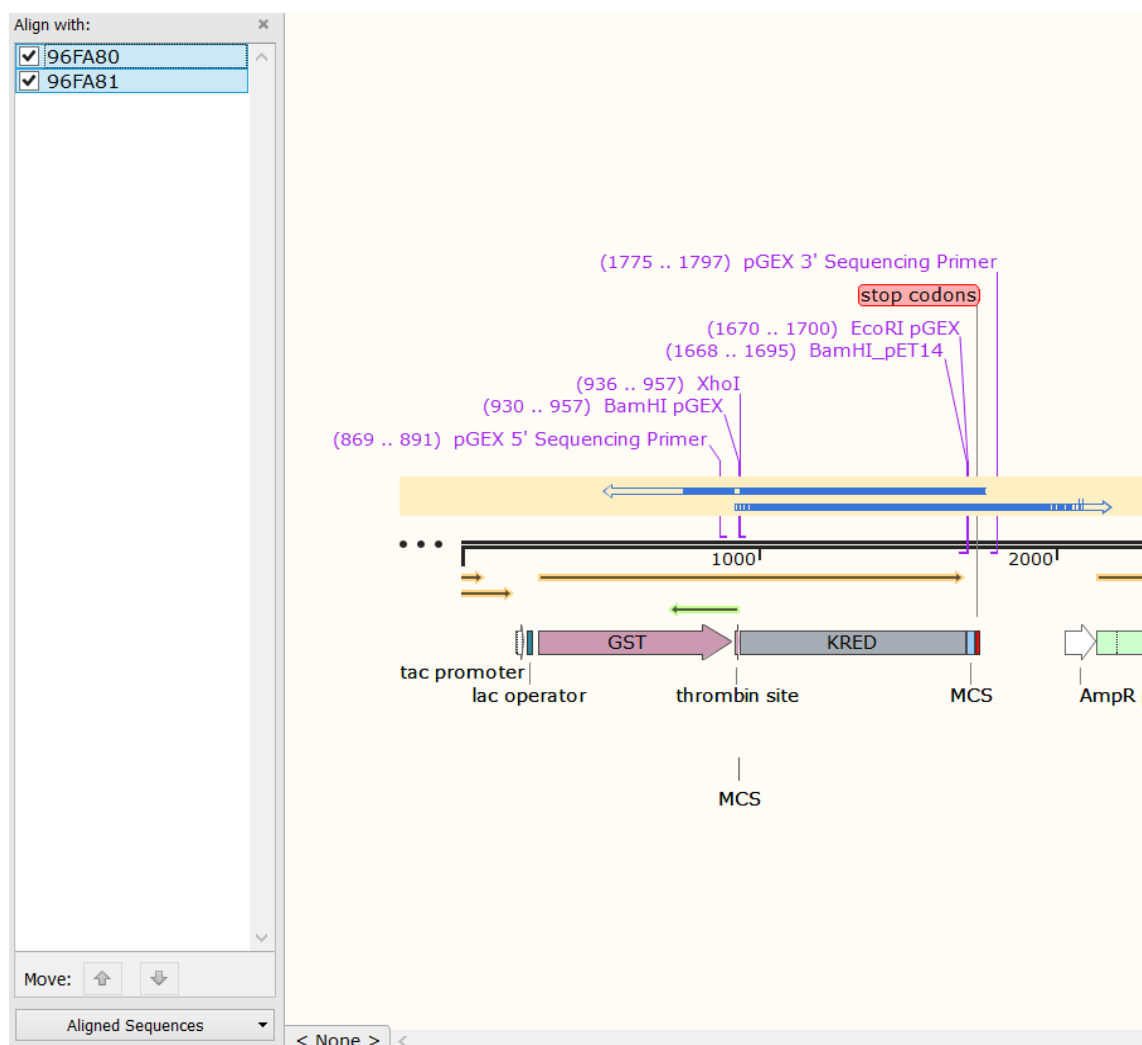 Align with:
96FA80
96FA81
Move:
Aligned Sequences
(1775 .. 1797) pGEX 3' Sequencing Primer
stop codons
(1670 .. 1700) EcoRI pGEX
(1668 .. 1695) BamHI_pET14
(936 .. 957) XhoI
(930 .. 957) BamHI pGEX
(869 .. 891) pGEX 5' Sequencing Primer
1000
2000
GST
KRED
tac promoter
lac operator
thrombin site
MCS
AmpR
MCS
< None >